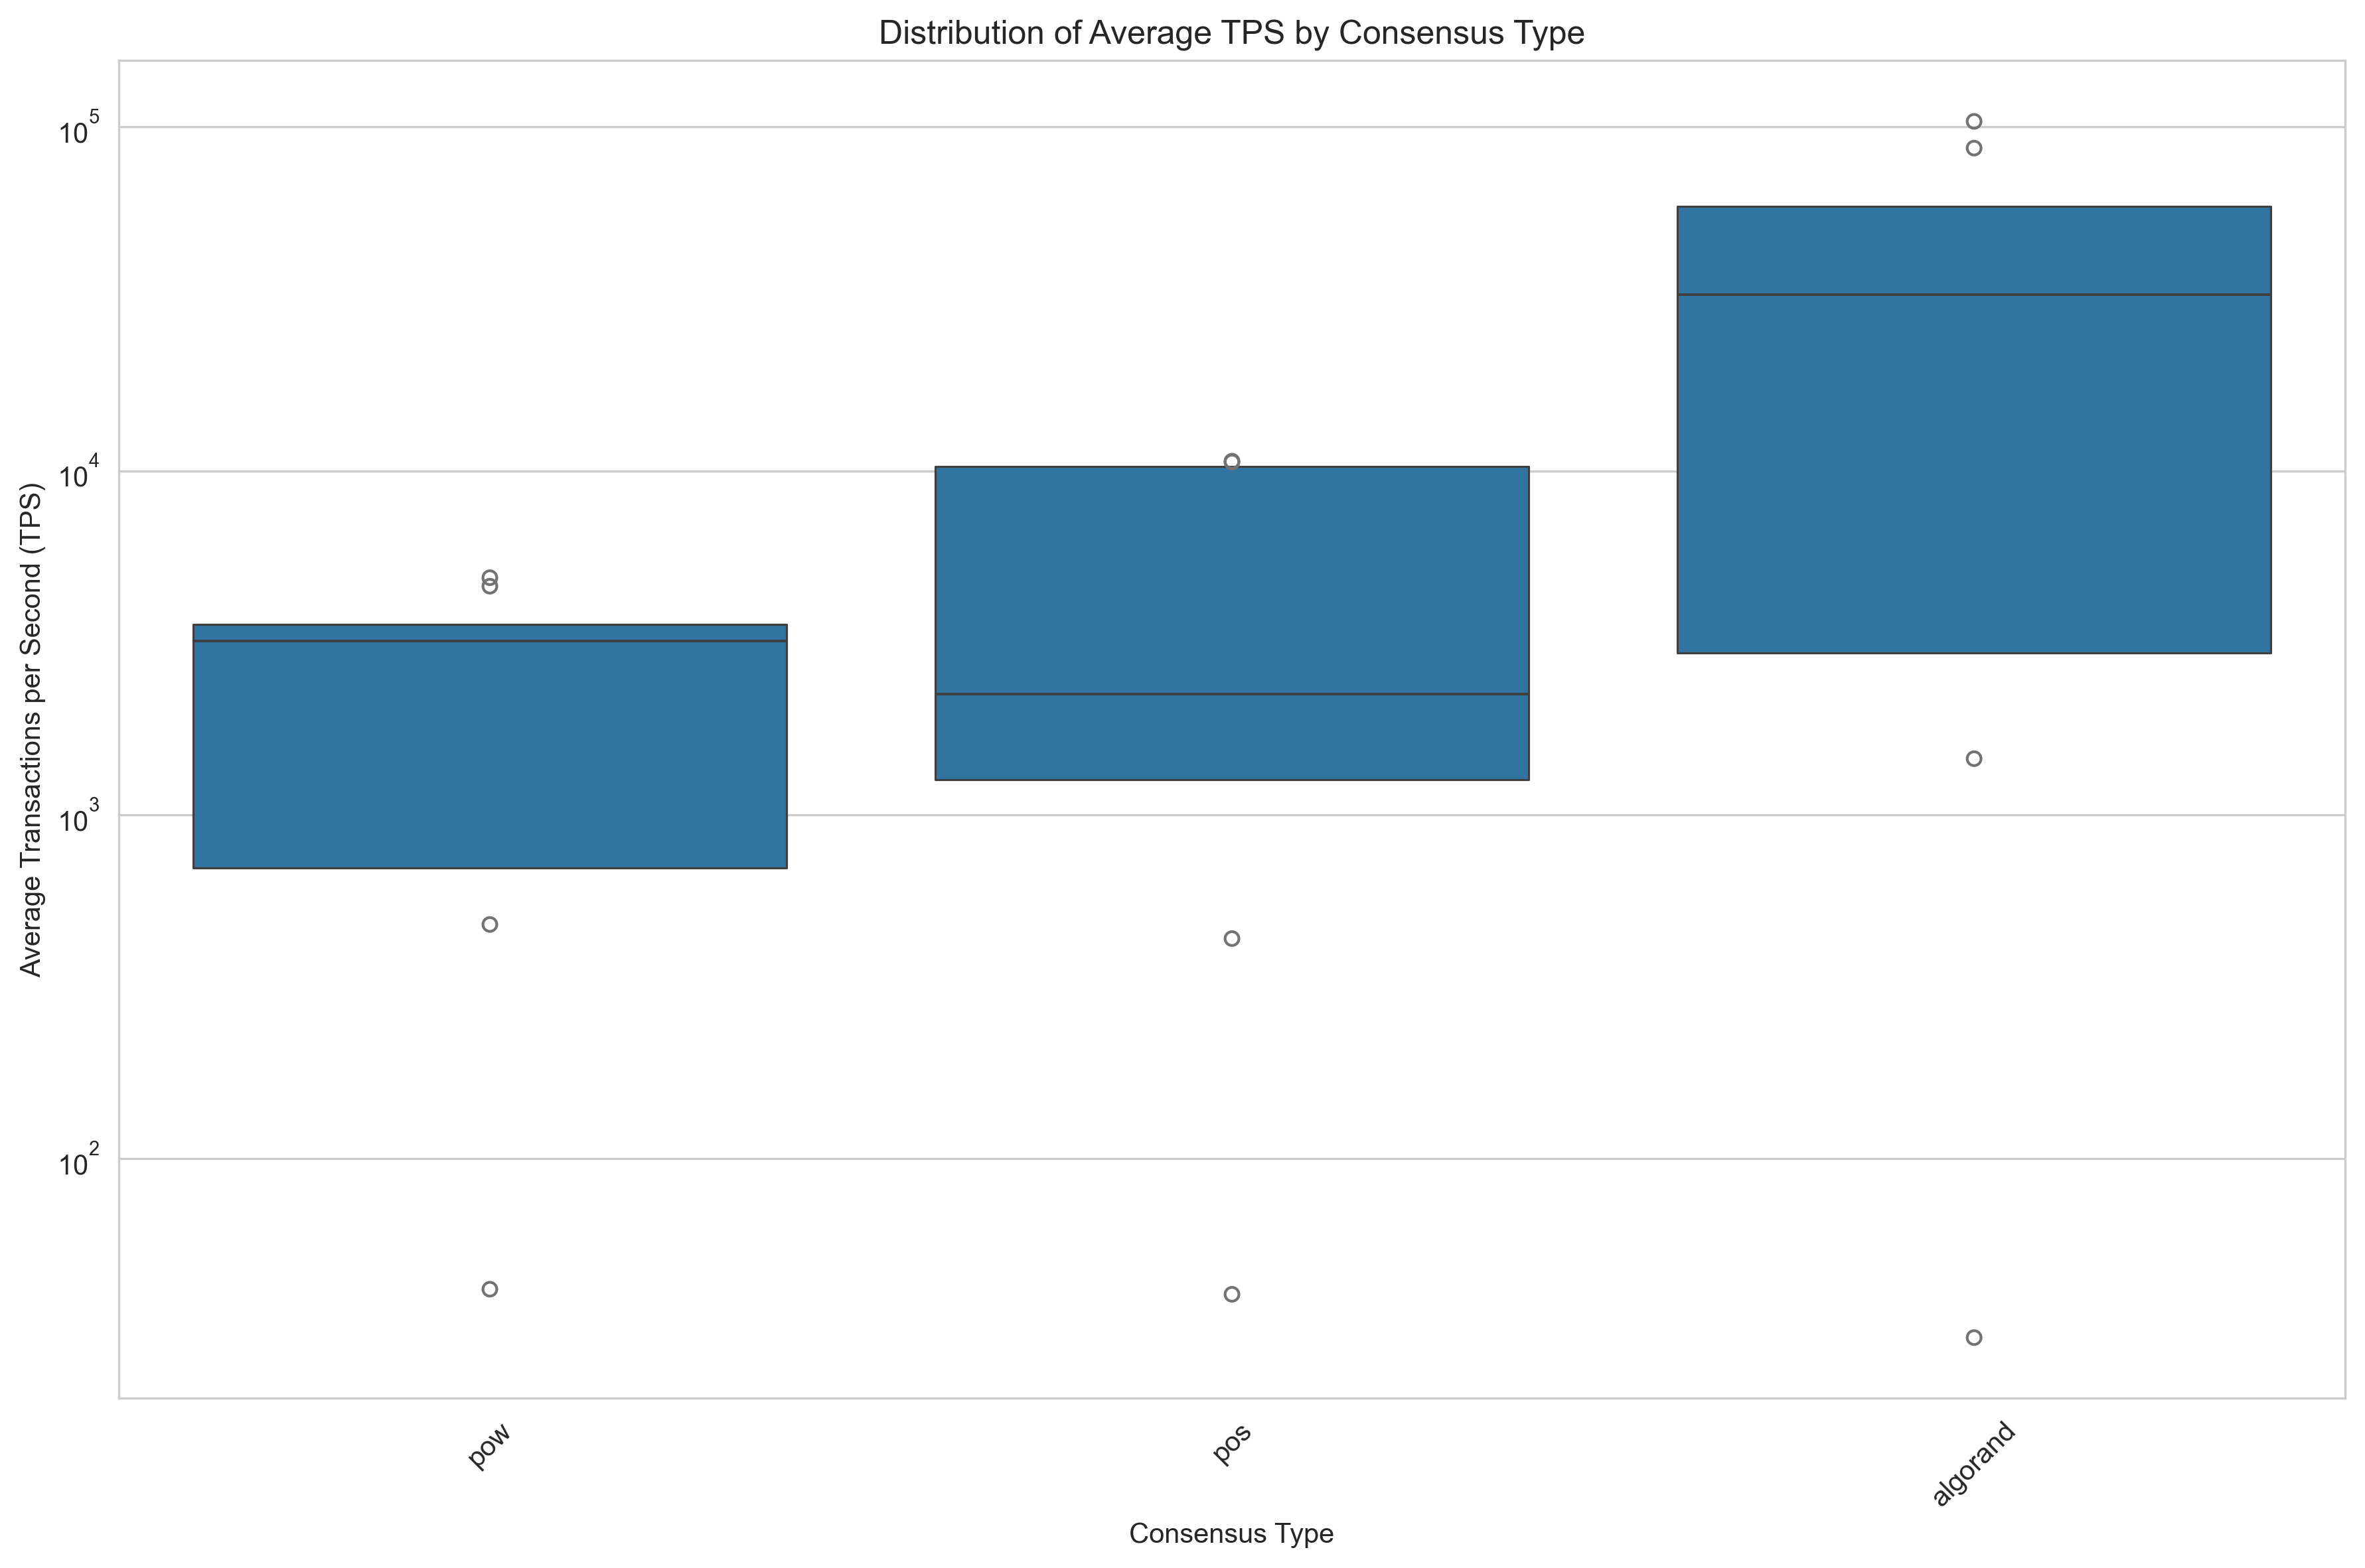 Distribution of Average TPS by Consensus Type
Average Transactions per Second (TPS)
10^5
10^4
10^3
10^2
pow
pos
algorand
Consensus Type